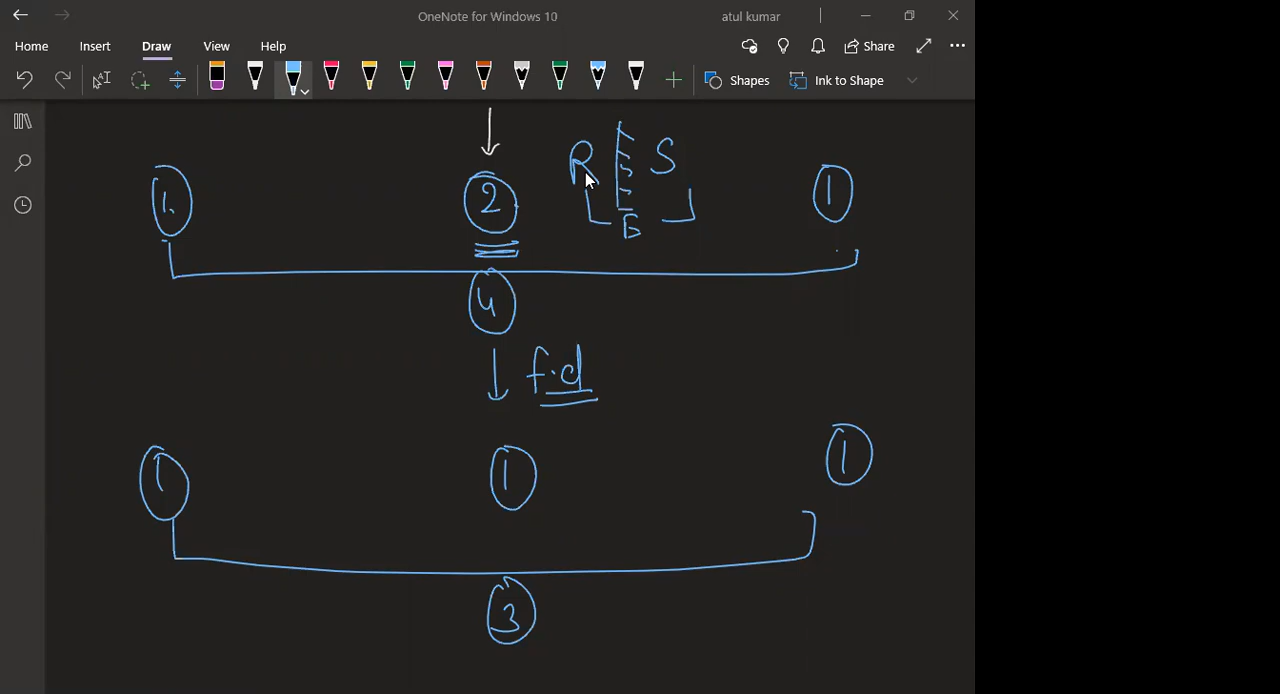 OneNote for Windows 10
atul kumar
Home Insert Draw View Help
Share
Shapes
Ink to Shape
R S
1. 2 1
E
4
f.d
1 1 1
3